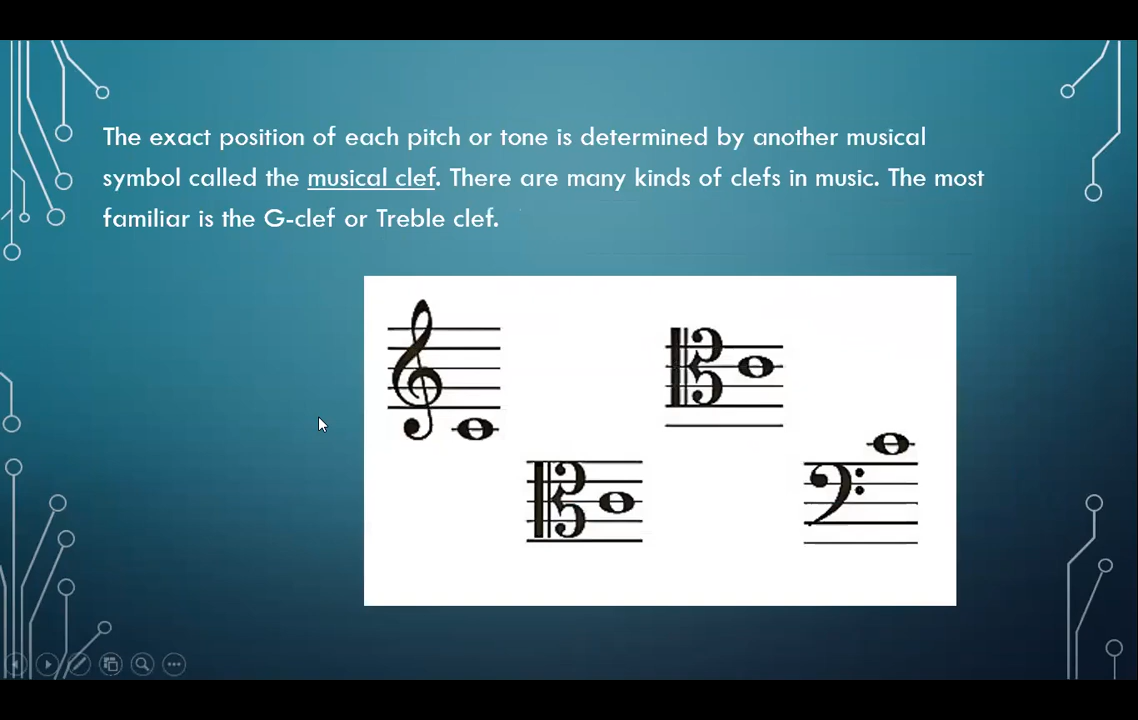 The exact position of each pitch or tone is determined by another musical
symbol called the musical clef. There are many kinds of clefs in music. The most
familiar is the G-clef or Treble clef.